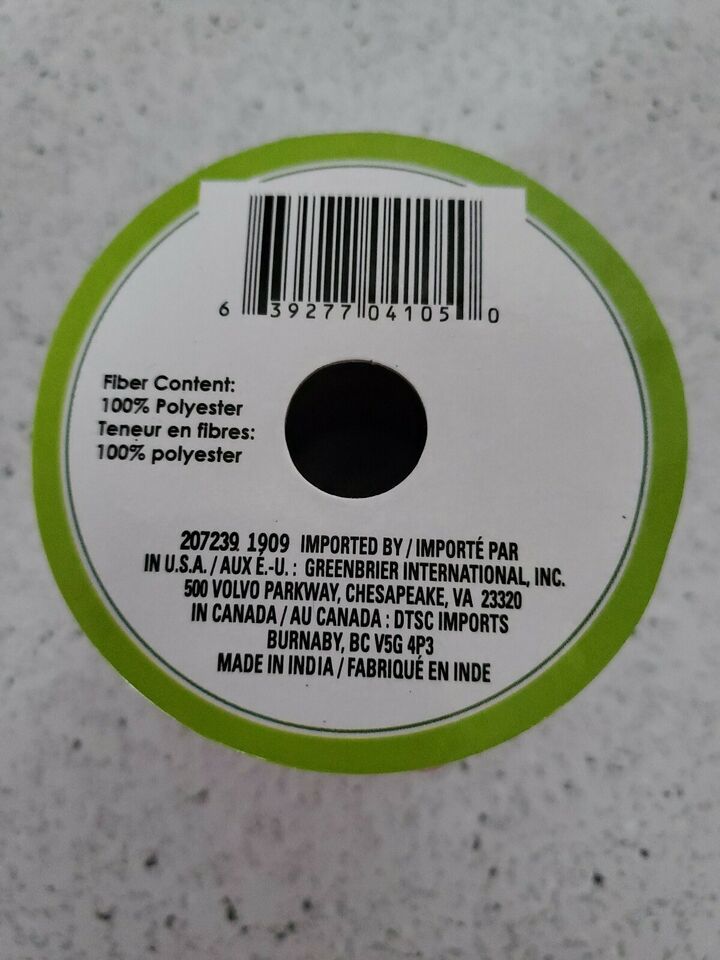 6 39277 04105 0
Fiber Content:
100% Polyester
Teneur en fibres:
100% polyester
207239 1909 IMPORTED BY / IMPORTÉ PAR
IN U.S.A. / AUX É.-U. : GREENBRIER INTERNATIONAL, INC.
500 VOLVO PARKWAY, CHESAPEAKE, VA 23320
IN CANADA / AU CANADA : DTSC IMPORTS
BURNABY, BC V5G 4P3
MADE IN INDIA / FABRIQUÉ EN INDE